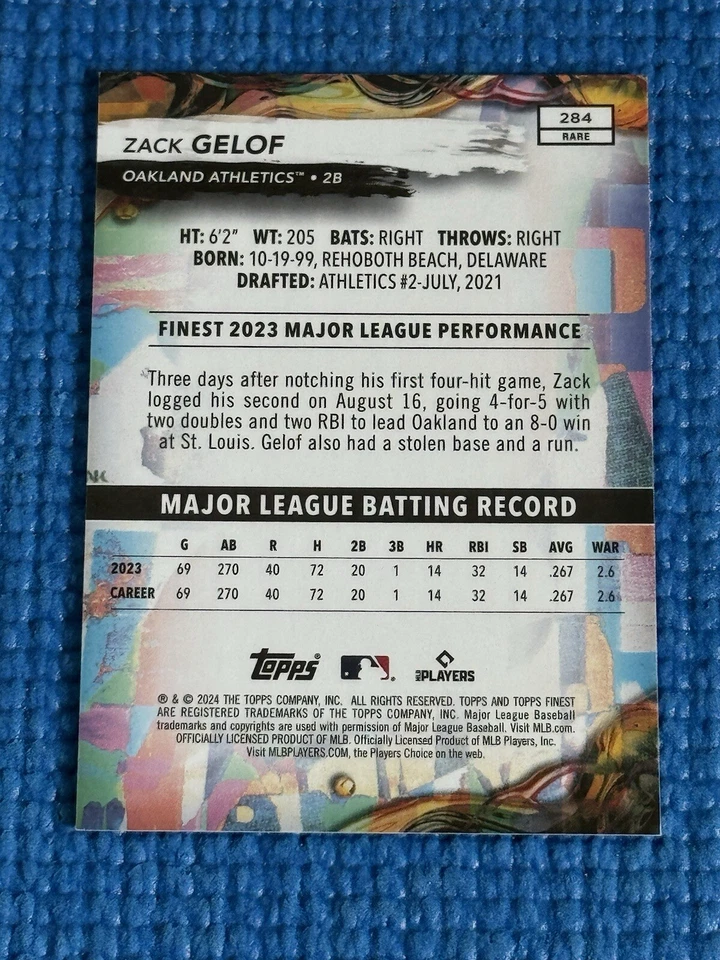 284
RARE
ZACK GELOF
OAKLAND ATHLETICS™ • 2B
HT: 6'2" WT: 205 BATS: RIGHT THROWS: RIGHT
BORN: 10-19-99, REHOBOTH BEACH, DELAWARE
DRAFTED: ATHLETICS #2-JULY, 2021
FINEST 2023 MAJOR LEAGUE PERFORMANCE
Three days after notching his first four-hit game, Zack
logged his second on August 16, going 4-for-5 with
two doubles and two RBI to lead Oakland to an 8-0 win
at St. Louis. Gelof also had a stolen base and a run.
MAJOR LEAGUE BATTING RECORD
G AB R H 2B 3B HR RBI SB AVG WAR
2023 69 270 40 72 20 1 14 32 14 .267 2.6
CAREER 69 270 40 72 20 1 14 32 14 .267 2.6
Topps® ® MLB PLAYERS
® & © 2024 THE TOPPS COMPANY, INC. ALL RIGHTS RESERVED. TOPPS AND TOPPS FINEST
ARE REGISTERED TRADEMARKS OF THE TOPPS COMPANY, INC. Major League Baseball
trademarks and copyrights are used with permission of Major League Baseball. Visit MLB.com.
OFFICIALLY LICENSED PRODUCT OF MLB. Officially Licensed Product of MLB Players, Inc.
Visit MLBPLAYERS.COM, the Players Choice on the web.